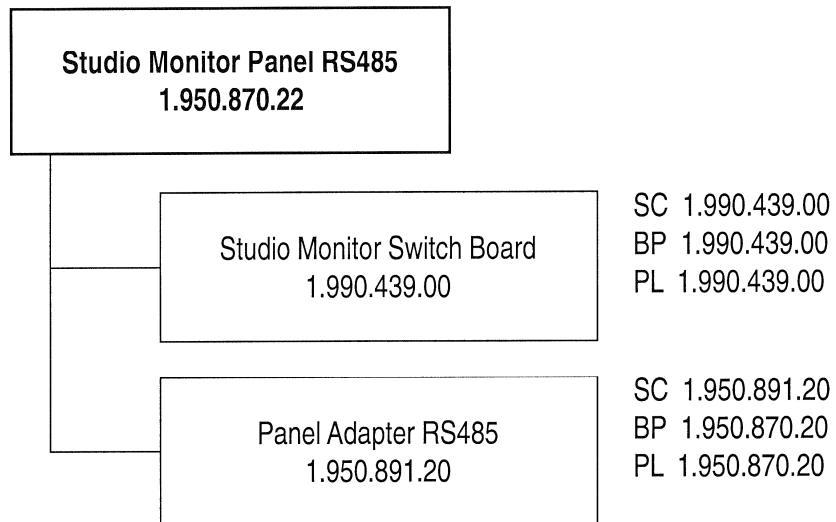 Studio Monitor Panel RS485
1.950.870.22
Studio Monitor Switch Board
1.990.439.00
SC 1.990.439.00
BP 1.990.439.00
PL 1.990.439.00
Panel Adapter RS485
1.950.891.20
SC 1.950.891.20
BP 1.950.870.20
PL 1.950.870.20